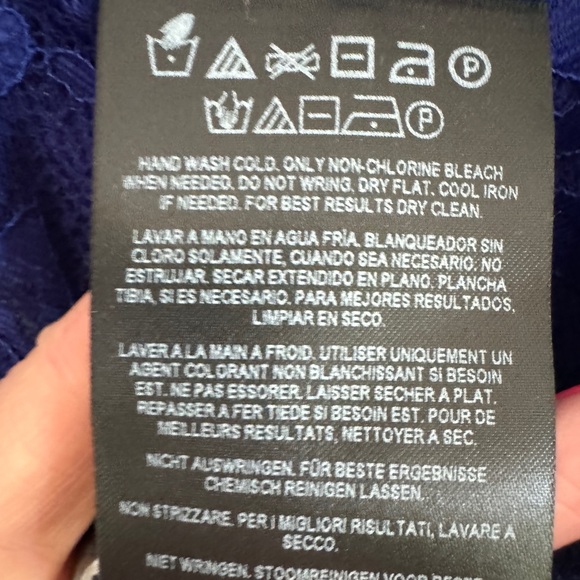 P
P
HAND WASH COLD. ONLY NON-CHLORINE BLEACH
WHEN NEEDED. DO NOT WRING. DRY FLAT. COOL IRON
IF NEEDED. FOR BEST RESULTS DRY CLEAN.
LAVAR A MANO EN AGUA FRÍA. BLANQUEADOR SIN
CLORO SOLAMENTE, CUANDO SEA NECESARIO. NO
ESTRUJAR. SECAR EXTENDIDO EN PLANO. PLANCHA
TIBIA, SI ES NECESARIO. PARA MEJORES RESULTADOS,
LIMPIAR EN SECO.
LAVER A LA MAIN A FROID. UTILISER UNIQUEMENT UN
AGENT COLORANT NON BLANCHISSANT SI BESOIN
EST. NE PAS ESSORER. LAISSER SECHER A PLAT.
REPASSER A FER TIEDE SI BESOIN EST. POUR DE
MEILLEURS RESULTATS, NETTOYER A SEC.
NICHT AUSWRINGEN. FÜR BESTE ERGEBNISSE
CHEMISCH REINIGEN LASSEN.
NON STRIZZARE. PER I MIGLIORI RISULTATI, LAVARE A
SECCO.
NIET WRINGEN. STOOMREINIGEN VOOR